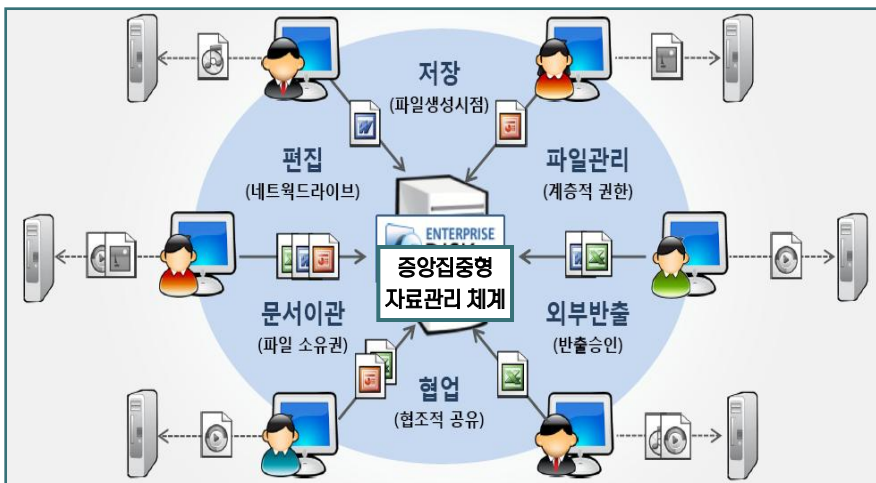 저장
(파일생성시점)
편집
(네트웍드라이브)
파일관리
(계층적 권한)
ENTERPRISE
중앙집중형
자료관리 체계
문서이관
(파일 소유권)
외부반출
(반출승인)
협업
(협조적 공유)